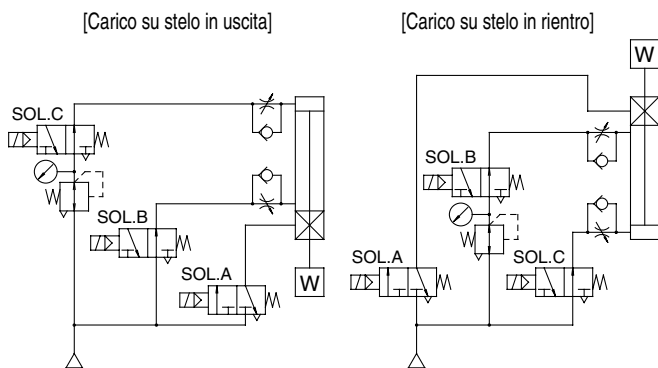 [Carico su stelo in uscita]
SOL.C
SOL.B
SOL.A
W
[Carico su stelo in rientro]
W
SOL.B
SOL.A
SOL.C